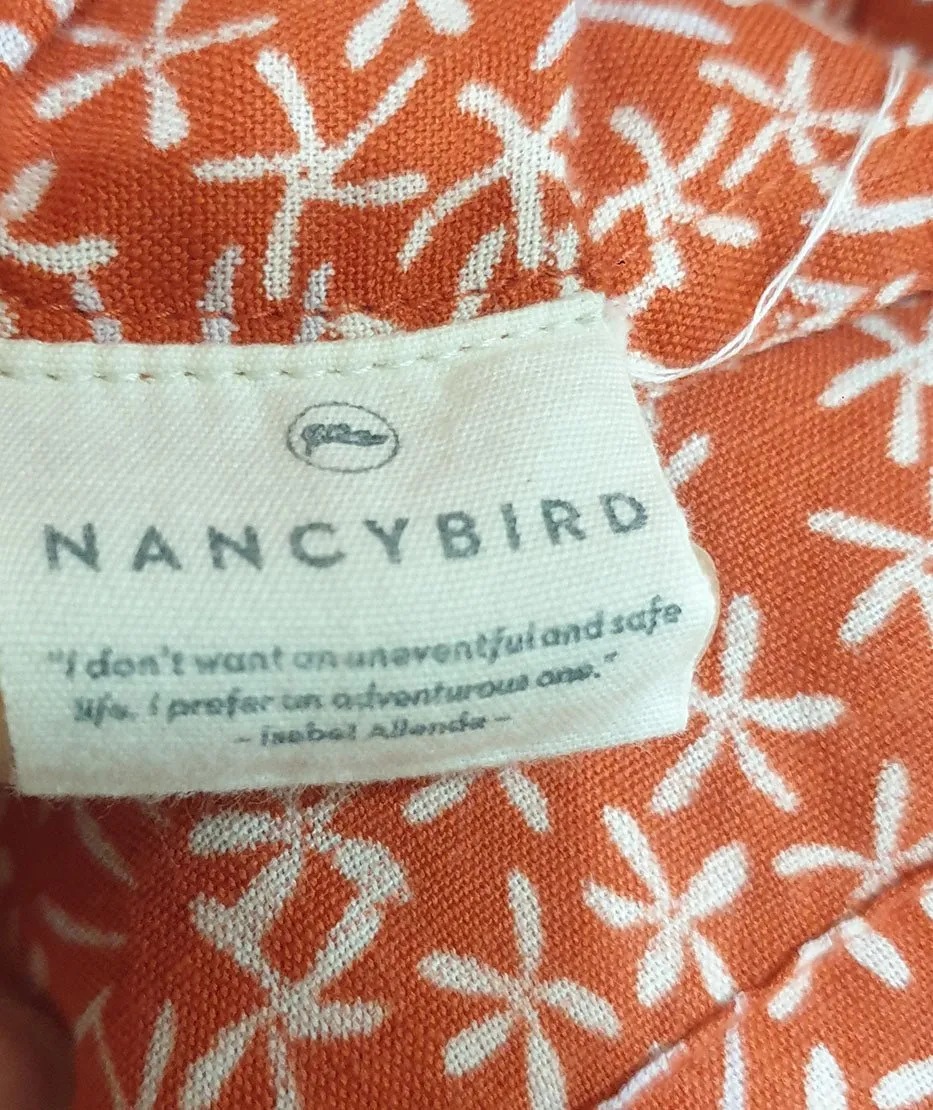 NANCYBIRD
"I don't want an uneventful and safe
life. I prefer an adventurous one."
- Isabel Allende -